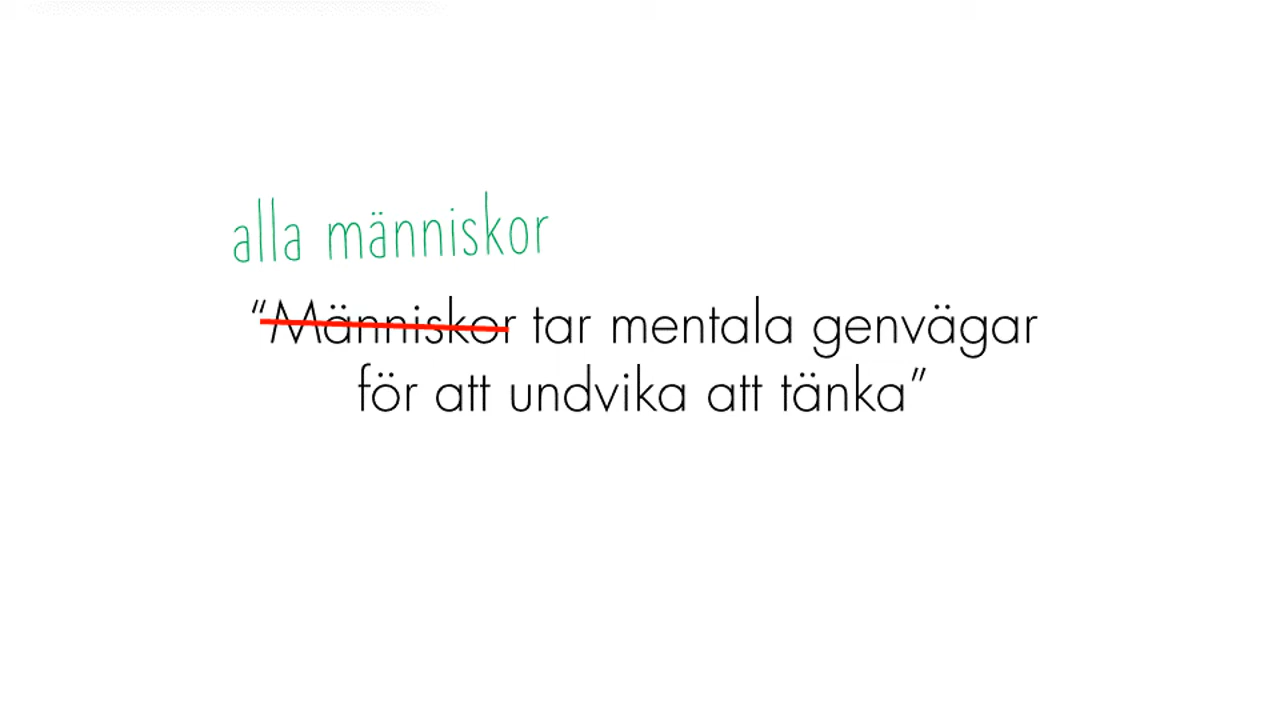 alla människor
“Människor tar mentala genvägar
för att undvika att tänka”